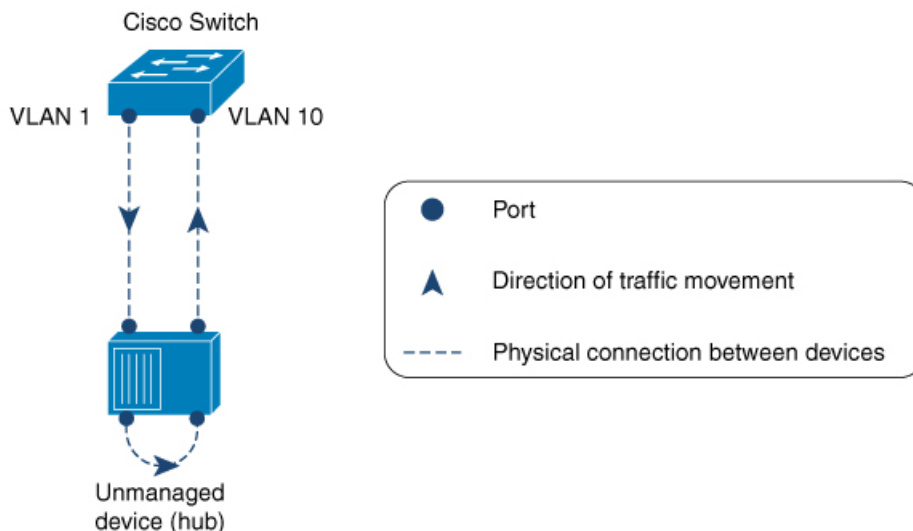 Cisco Switch
VLAN 1
VLAN 10
Port
Direction of traffic movement
Physical connection between devices
Unmanaged
device (hub)